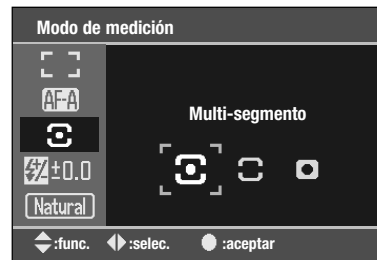 Modo de medición
AF-A
Multi-segmento
±0.0
Natural
:func. :selec. :aceptar